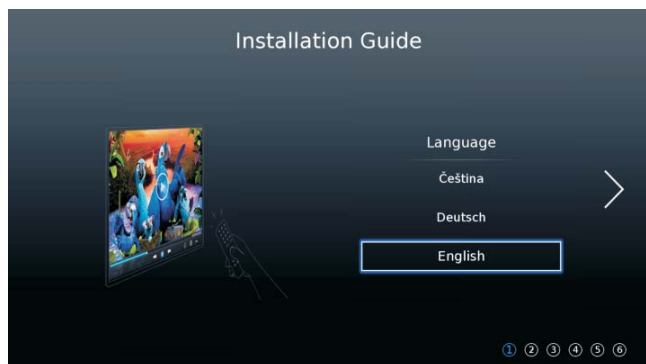 Installation Guide
Language
Čeština
Deutsch
English
1 2 3 4 5 6